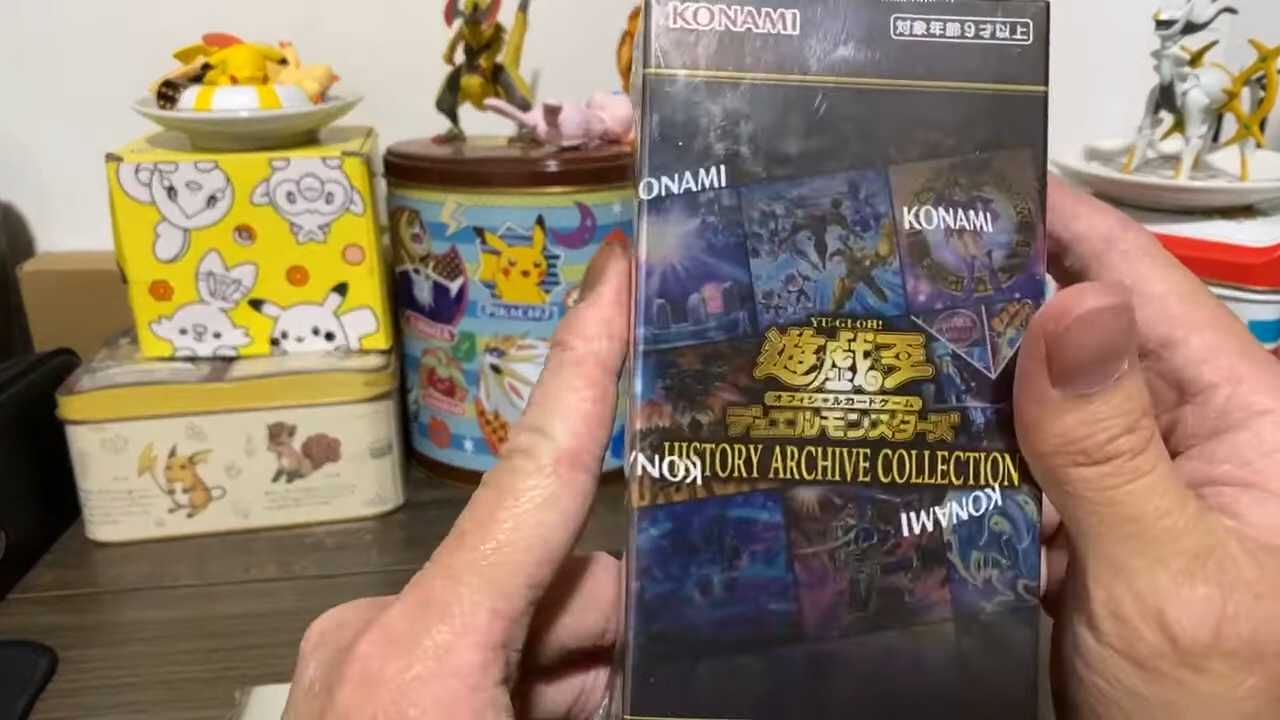 KONAMI
対象年齢9才以上
ONAMI
KONAMI
YU-GI-OH!
遊戯王
オフィシャルカードゲーム
デュエルモンスターズ
HISTORY ARCHIVE COLLECTION
KONAMI
PIKACHU